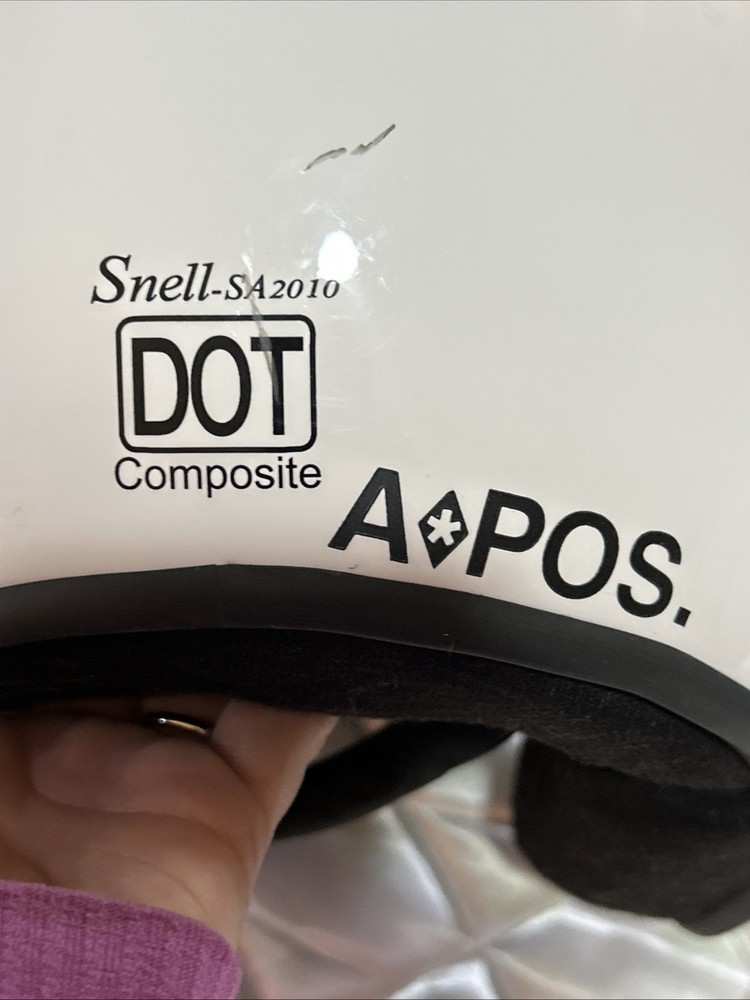 Snell-SA2010
DOT
Composite
A POS.